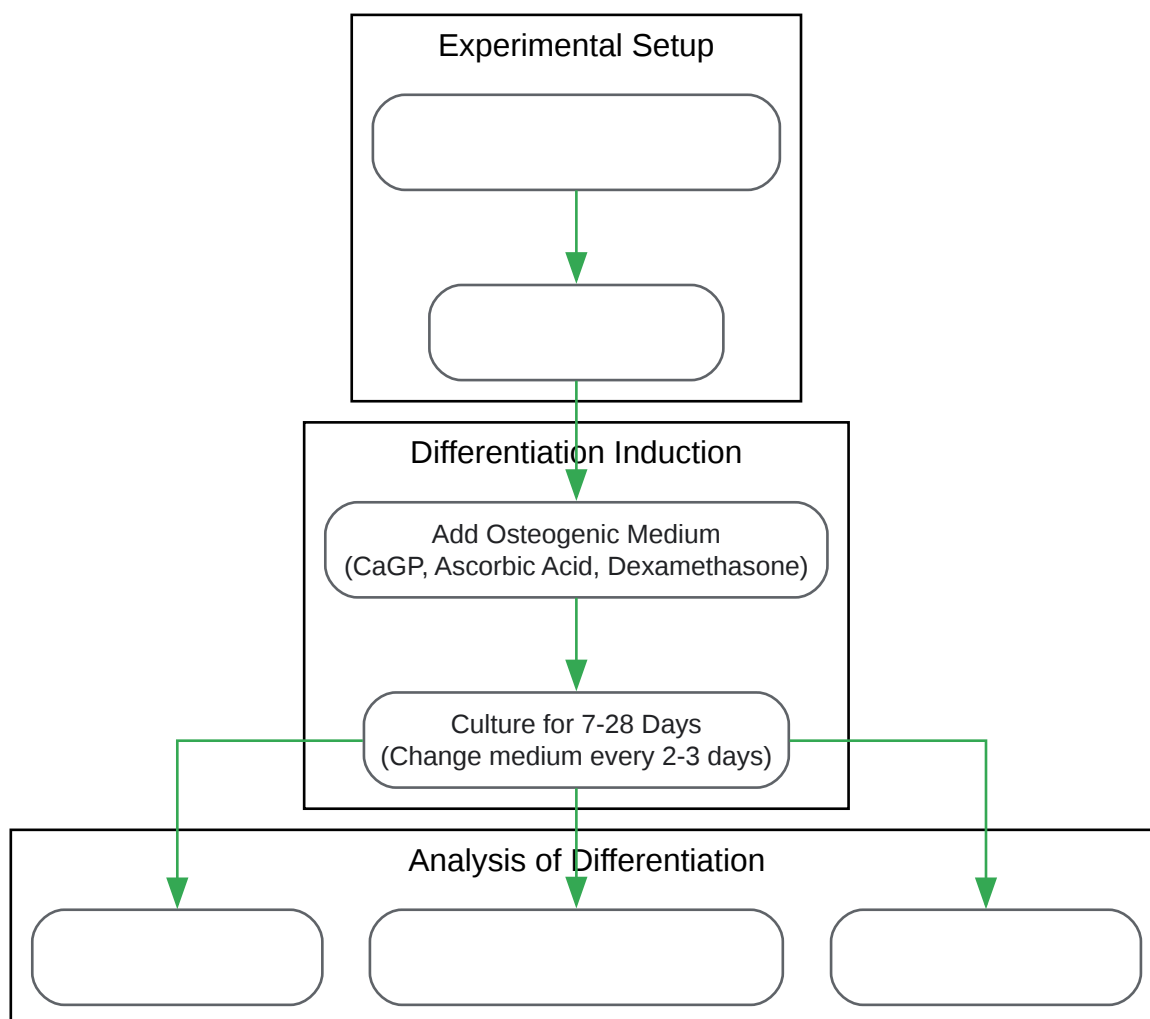 Experimental Setup
Differentiation Induction
Add Osteogenic Medium
(CaGP, Ascorbic Acid, Dexamethasone)
Culture for 7-28 Days
(Change medium every 2-3 days)
Analysis of Differentiation